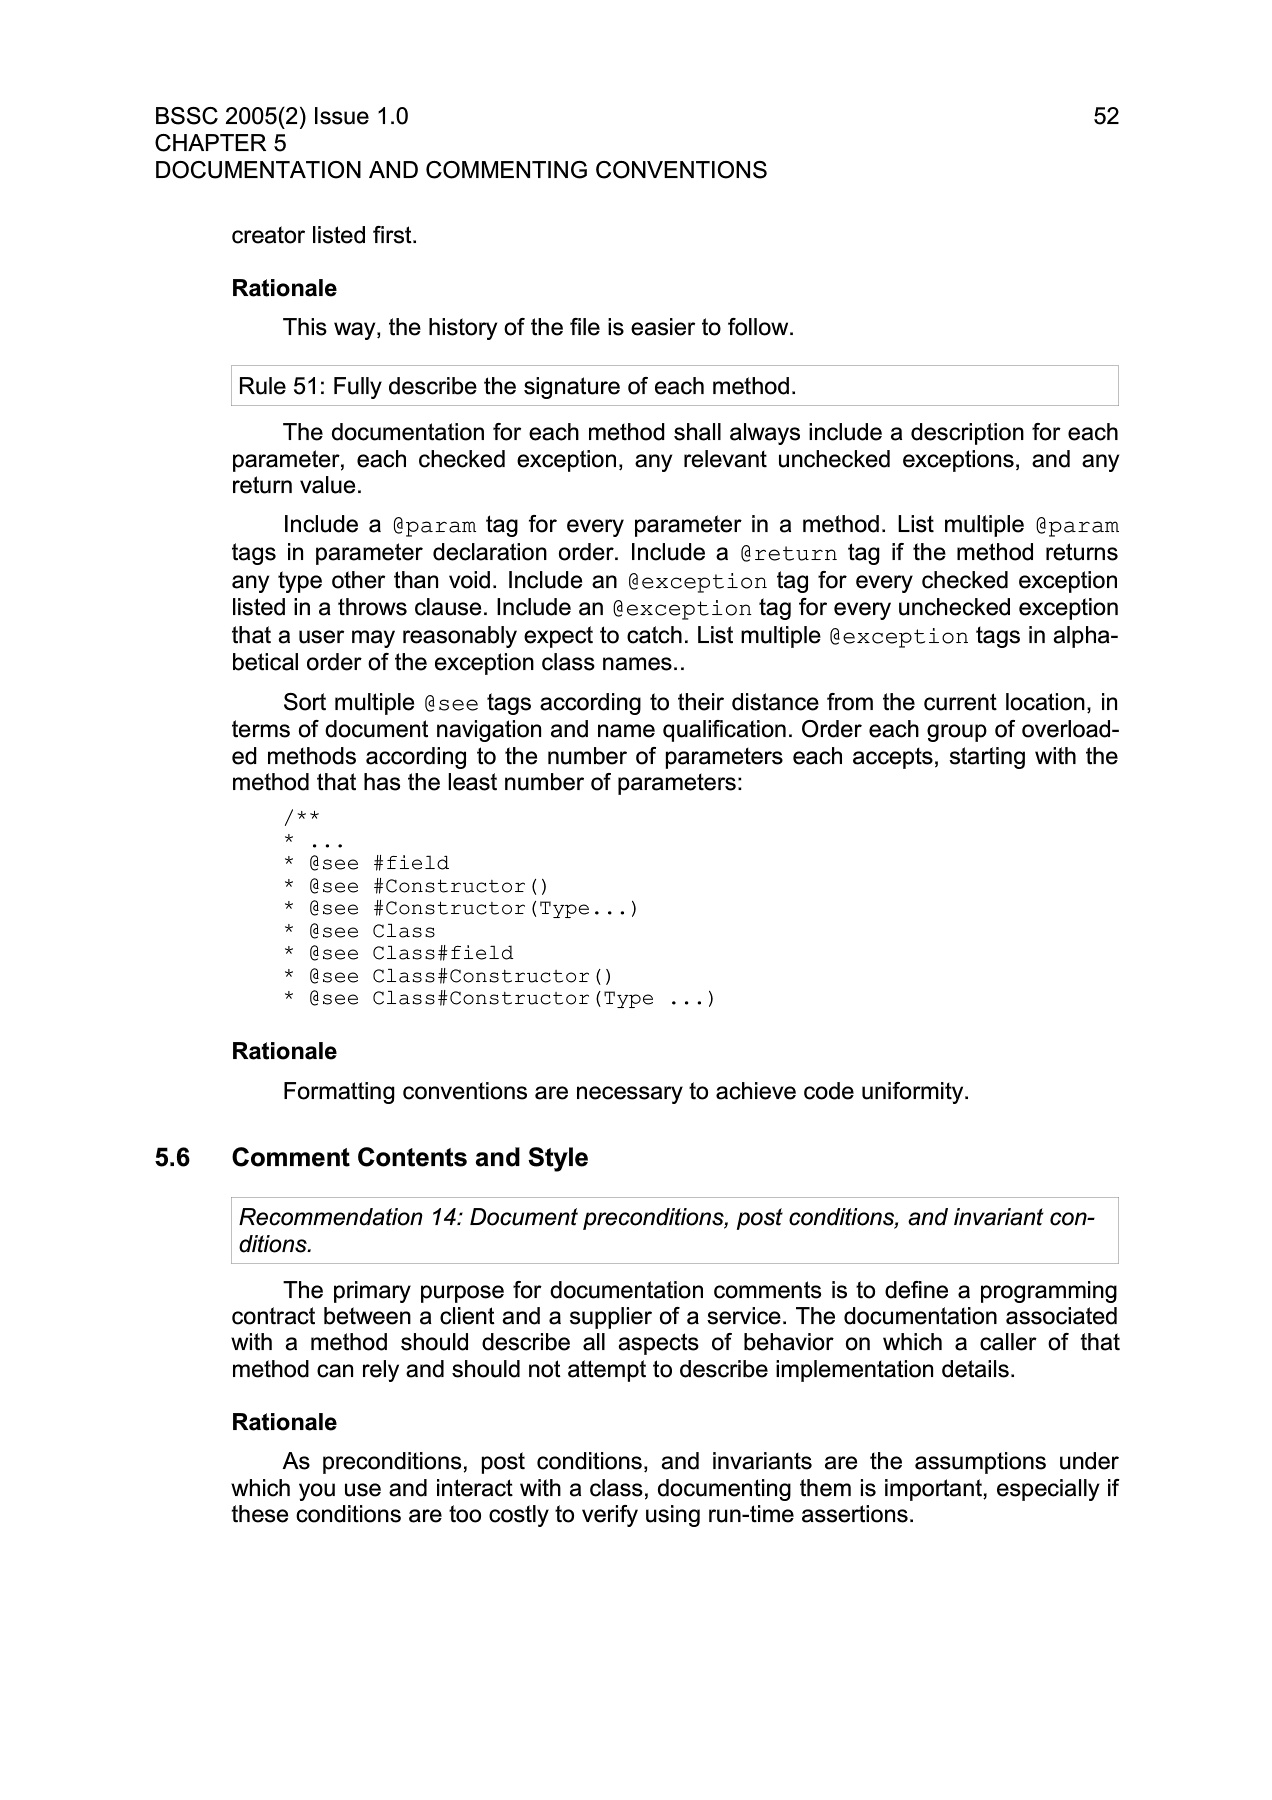 BSSC 2005(2) Issue 1.0 52
CHAPTER 5
DOCUMENTATION AND COMMENTING CONVENTIONS
creator listed first.
Rationale
This way, the history of the file is easier to follow.
Rule 51: Fully describe the signature of each method.
The documentation for each method shall always include a description for each
parameter, each checked exception, any relevant unchecked exceptions, and any
return value.
Include a @param tag for every parameter in a method. List multiple @param
tags in parameter declaration order. Include a @return tag if the method returns
any type other than void. Include an @exception tag for every checked exception
listed in a throws clause. Include an @exception tag for every unchecked exception
that a user may reasonably expect to catch. List multiple @exception tags in alpha-
betical order of the exception class names..
Sort multiple @see tags according to their distance from the current location, in
terms of document navigation and name qualification. Order each group of overload-
ed methods according to the number of parameters each accepts, starting with the
method that has the least number of parameters:
/**
* ...
* @see #field
* @see #Constructor()
* @see #Constructor(Type...)
* @see Class
* @see Class#field
* @see Class#Constructor()
* @see Class#Constructor(Type ...)
Rationale
Formatting conventions are necessary to achieve code uniformity.
5.6 Comment Contents and Style
Recommendation 14: Document preconditions, post conditions, and invariant con-
ditions.
The primary purpose for documentation comments is to define a programming
contract between a client and a supplier of a service. The documentation associated
with a method should describe all aspects of behavior on which a caller of that
method can rely and should not attempt to describe implementation details.
Rationale
As preconditions, post conditions, and invariants are the assumptions under
which you use and interact with a class, documenting them is important, especially if
these conditions are too costly to verify using run-time assertions.